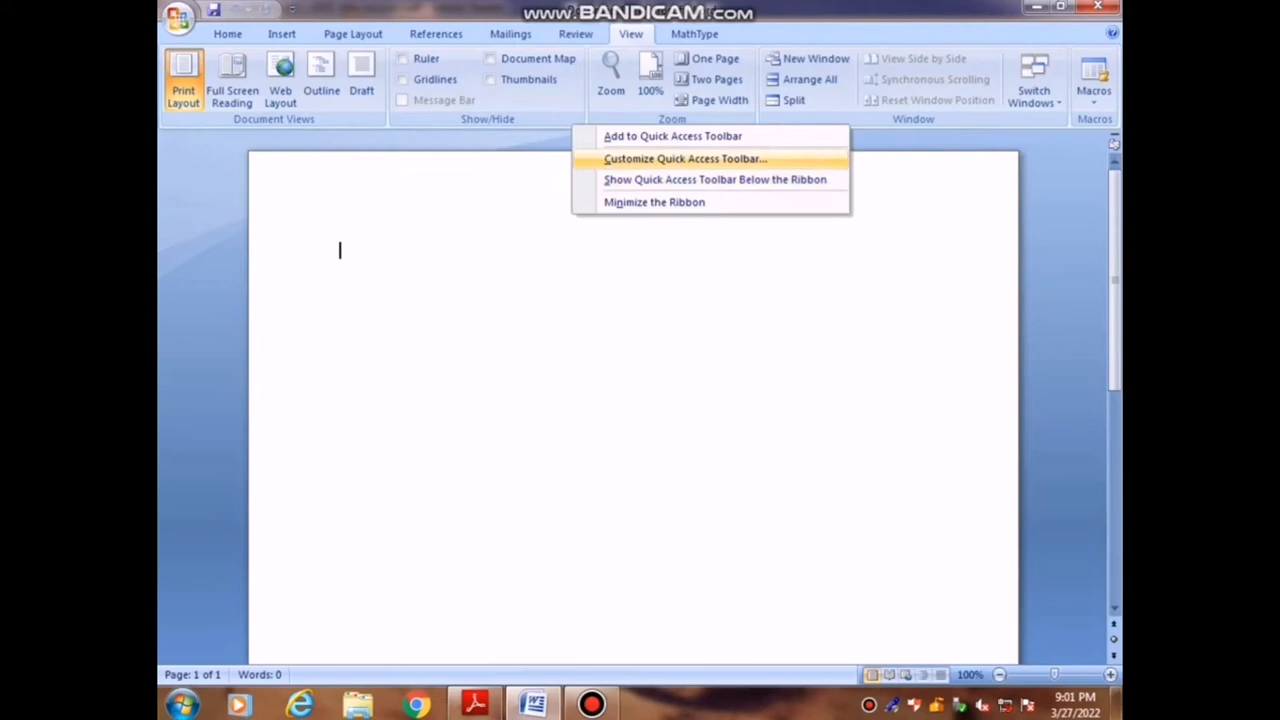 www.BANDICAM.com
Home Insert Page Layout References Mailings Review View MathType
Print Layout
Full Screen Reading
Web Layout
Outline
Draft
Document Views
Ruler
Gridlines
Message Bar
Document Map
Thumbnails
Show/Hide
Zoom
100%
One Page
Two Pages
Page Width
Zoom
New Window
Arrange All
Split
View Side by Side
Synchronous Scrolling
Reset Window Position
Switch Windows
Window
Macros
Macros
Add to Quick Access Toolbar
Customize Quick Access Toolbar...
Show Quick Access Toolbar Below the Ribbon
Minimize the Ribbon
Page: 1 of 1 Words: 0 100%
9:01 PM
3/27/2022